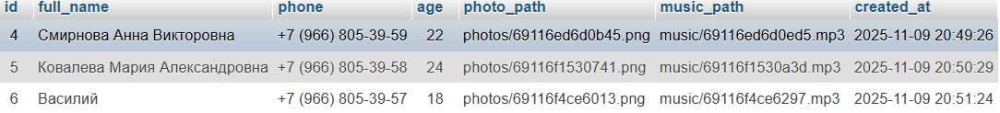 id full_name phone age photo_path music_path created_at
4 Смирнова Анна Викторовна +7 (966) 805-39-59 22 photos/69116ed6d0b45.png music/69116ed6d0ed5.mp3 2025-11-09 20:49:26
5 Ковалева Мария Александровна +7 (966) 805-39-58 24 photos/69116f1530741.png music/69116f1530a3d.mp3 2025-11-09 20:50:29
6 Василий +7 (966) 805-39-57 18 photos/69116f4ce6013.png music/69116f4ce6297.mp3 2025-11-09 20:51:24